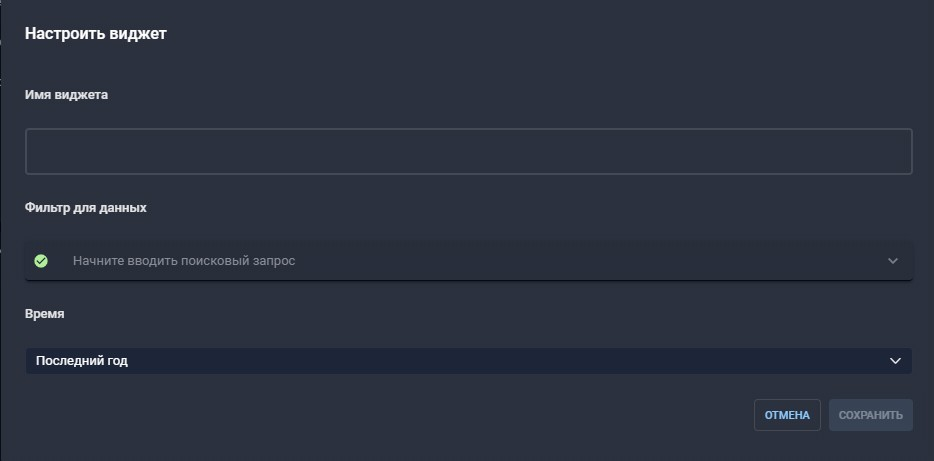 Настроить виджет
Имя виджета
Фильтр для данных
Начните вводить поисковый запрос
Время
Последний год
ОТМЕНА СОХРАНИТЬ